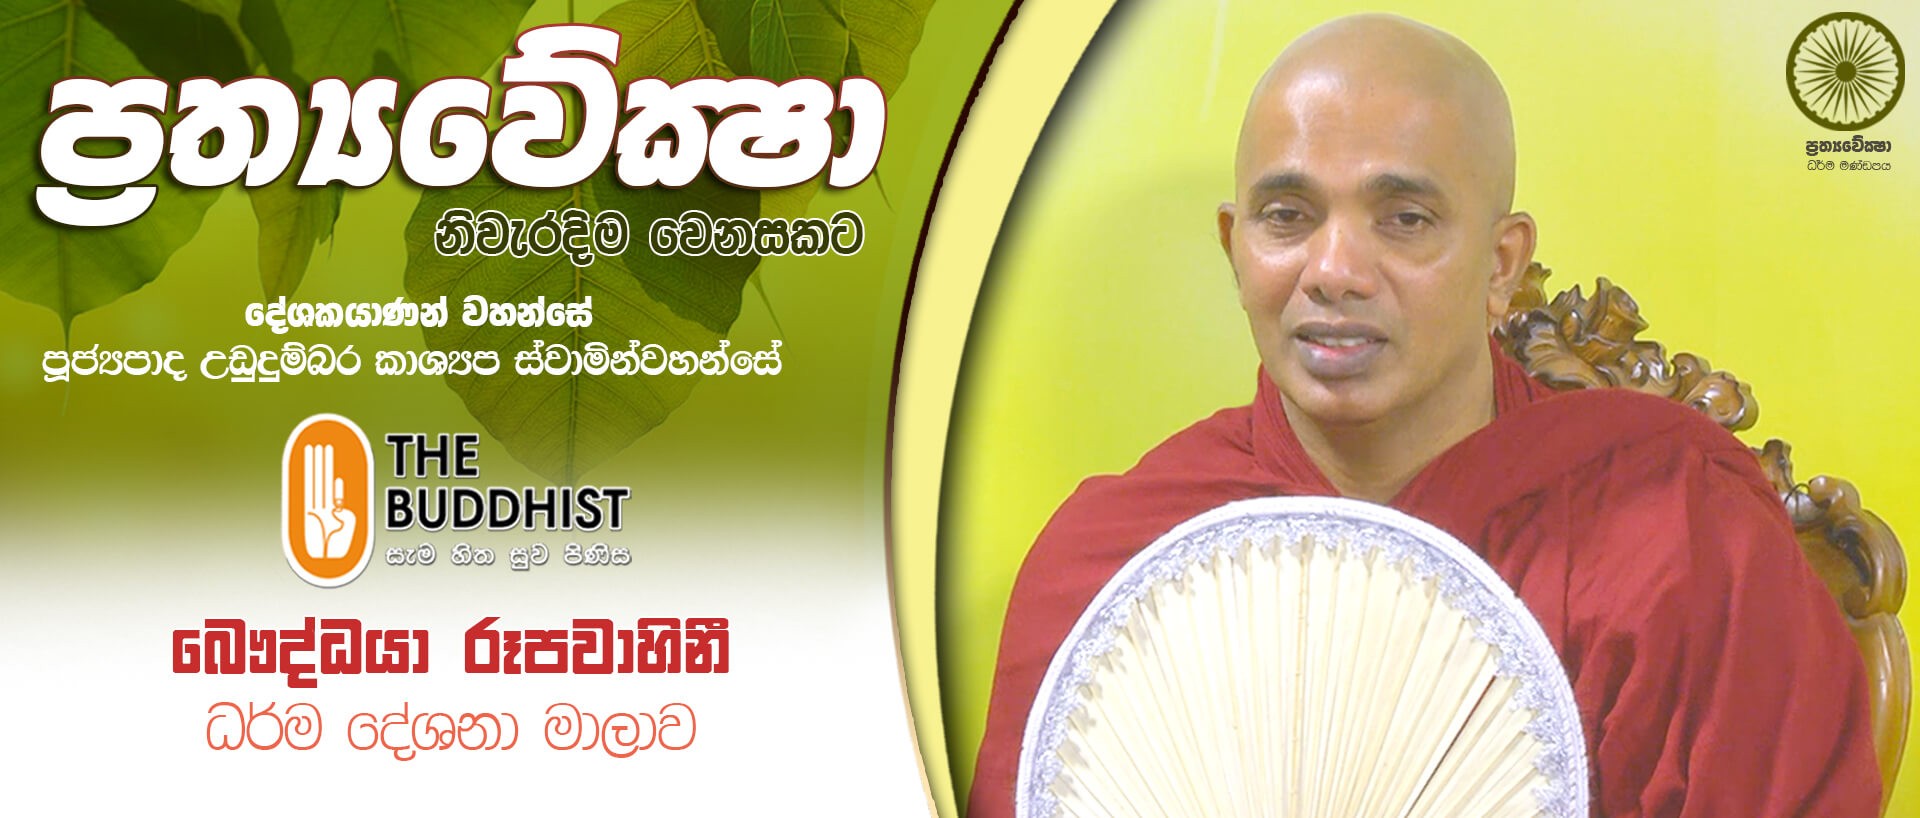 ප්‍රත්‍යවේක්‍ෂා
නිවැරදිම වෙනසකට
දේශකයාණන් වහන්සේ
පූජ්‍යපාද උඩුදුම්බර කාශ්‍යප ස්වාමින්වහන්සේ
THE
BUDDHIST
සැම හිත සුව පිණිස
බෞද්ධයා රූපවාහිනී
ධර්ම දේශනා මාලාව
ප්‍රත්‍යවේක්‍ෂා
ධර්ම මණ්ඩපය